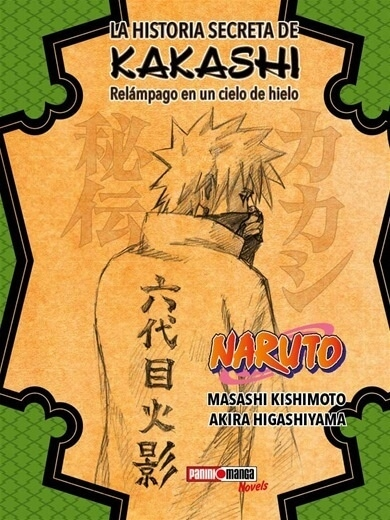 LA HISTORIA SECRETA DE
KAKASHI
Relámpago en un cielo de hielo
カカシ
秘伝
六代目火影
NARUTO
MASASHI KISHIMOTO
AKIRA HIGASHIYAMA
PANINI MANGA
Novels